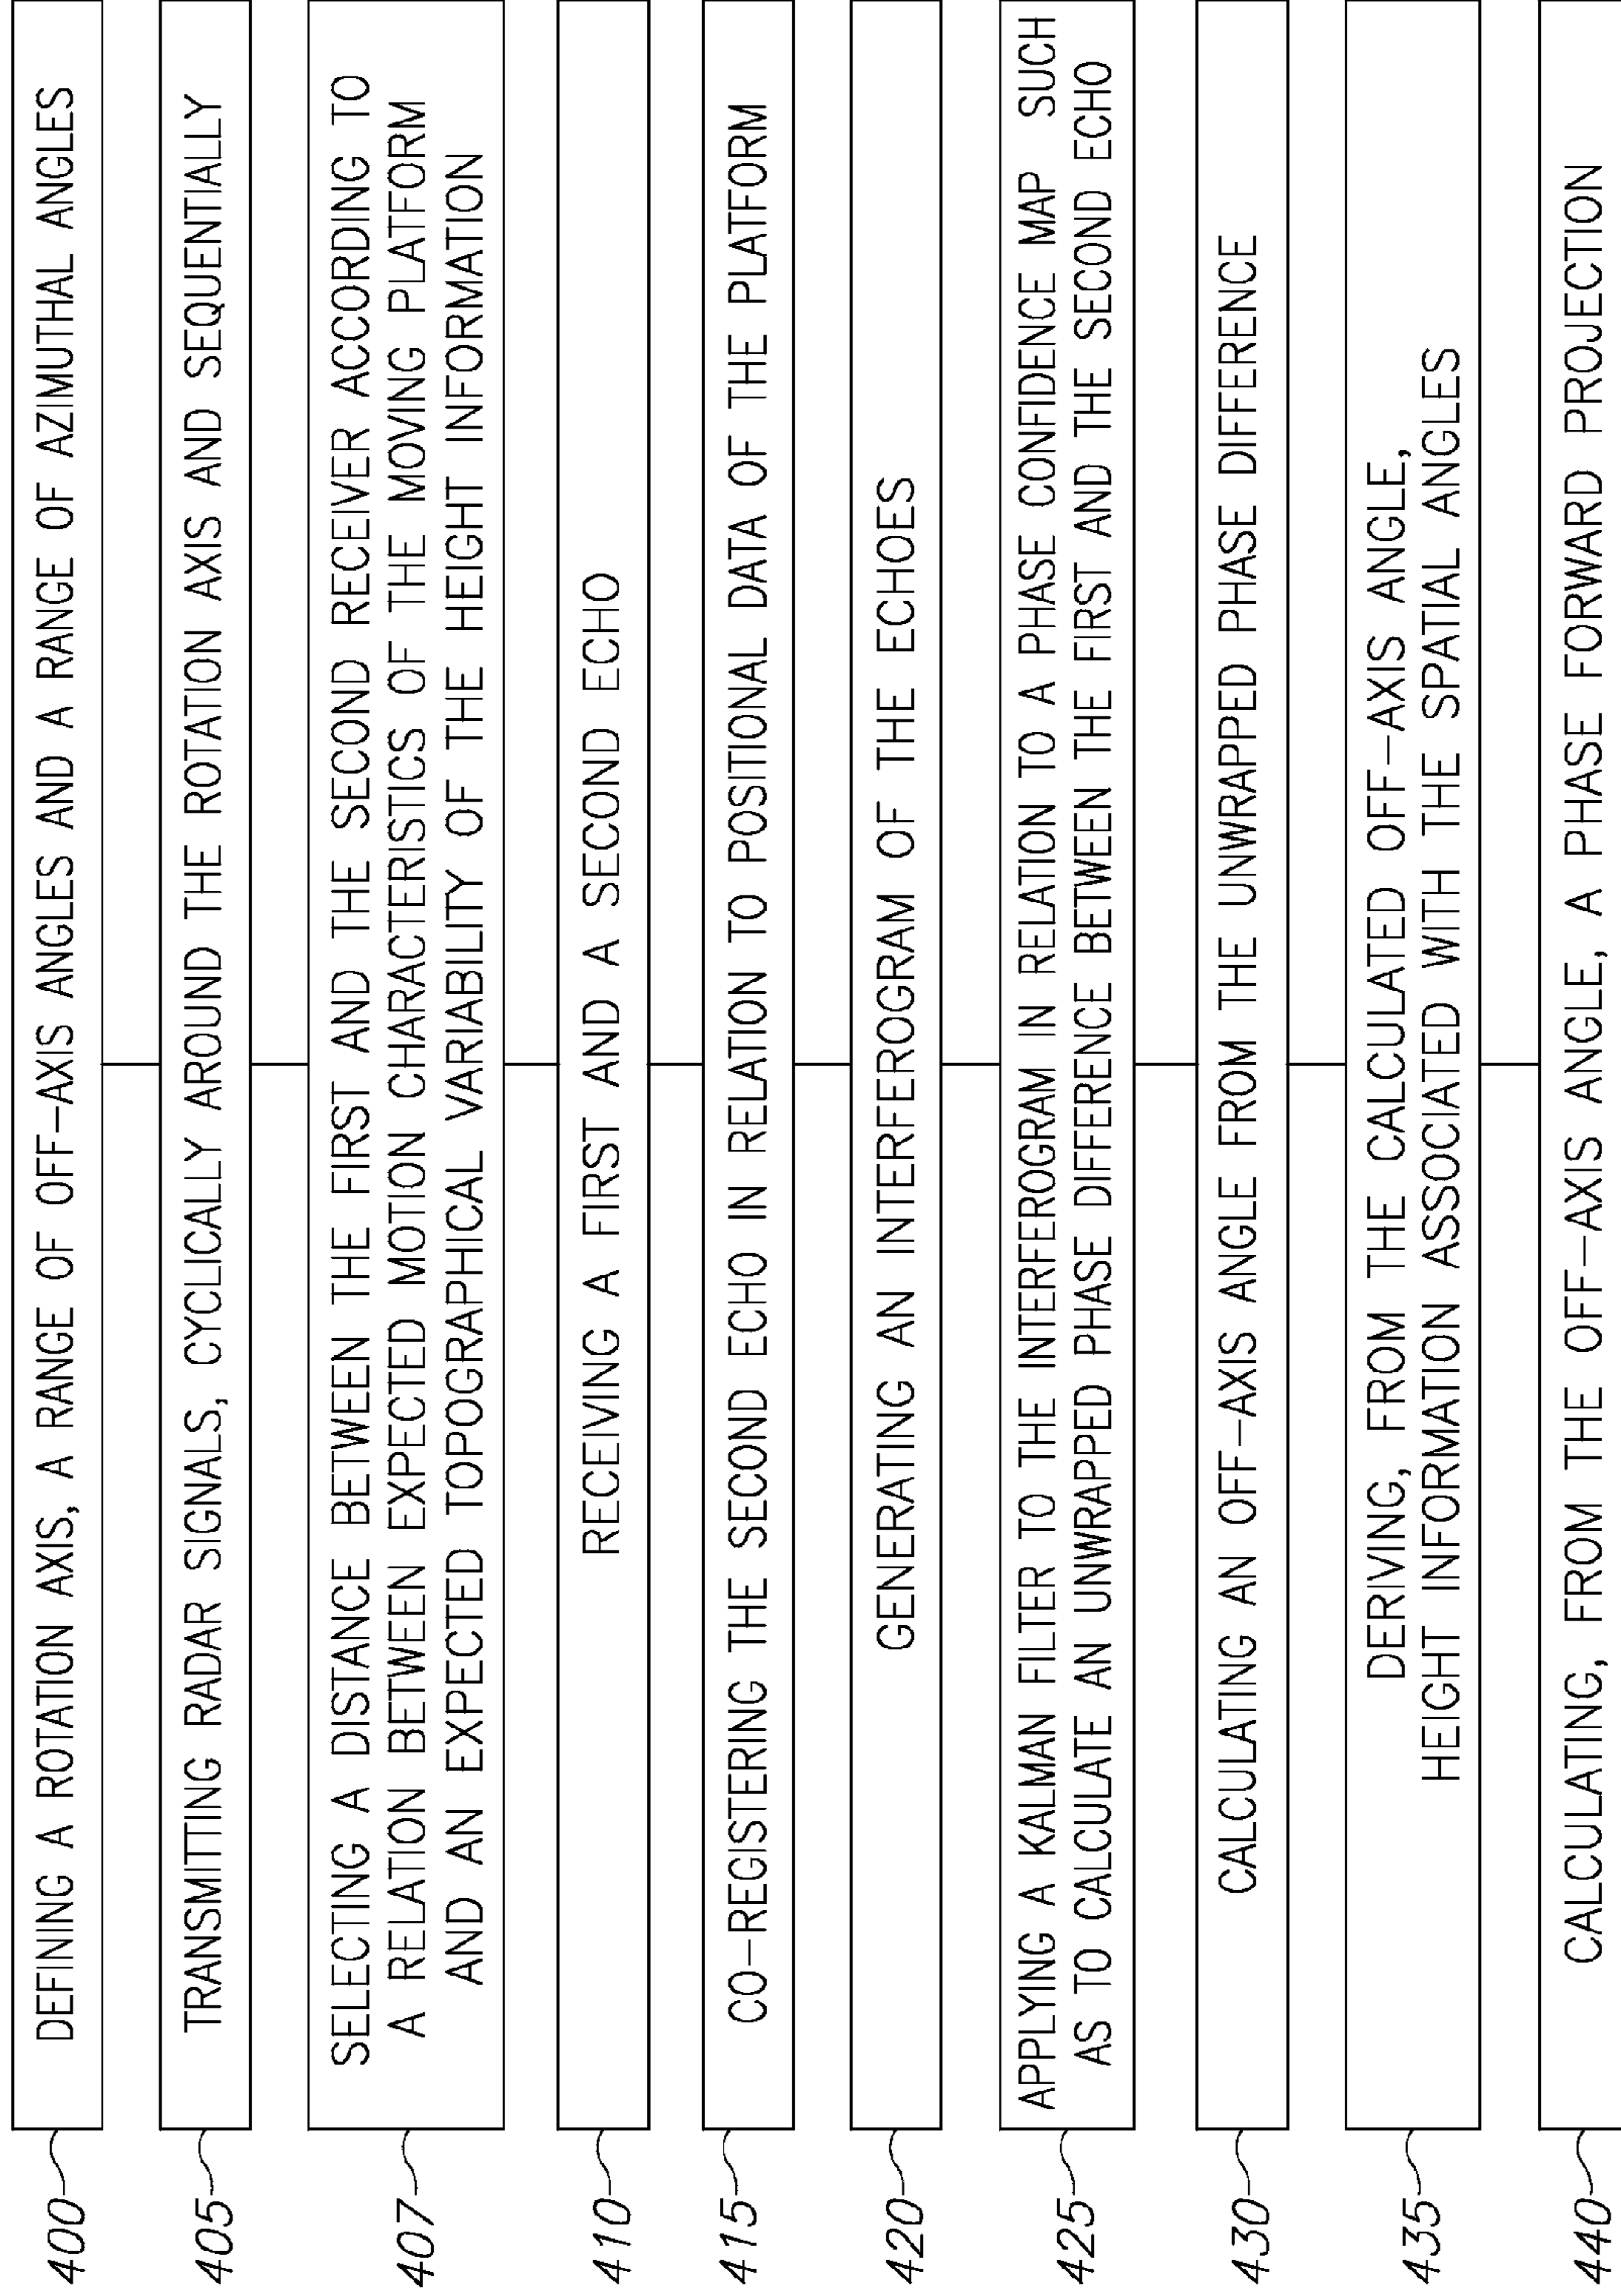 400
DEFINING A ROTATION AXIS, A RANGE OF OFF-AXIS ANGLES AND A RANGE OF AZIMUTHAL ANGLES
405
TRANSMITTING RADAR SIGNALS, CYCLICALLY AROUND THE ROTATION AXIS AND SEQUENTIALLY
407
SELECTING A DISTANCE BETWEEN THE FIRST AND THE SECOND RECEIVER ACCORDING TO
A RELATION BETWEEN EXPECTED MOTION CHARACTERISTICS OF THE MOVING PLATFORM
AND AN EXPECTED TOPOGRAPHICAL VARIABILITY OF THE HEIGHT INFORMATION
410
RECEIVING A FIRST AND A SECOND ECHO
415
CO-REGISTERING THE SECOND ECHO IN RELATION TO POSITIONAL DATA OF THE PLATFORM
420
GENERATING AN INTERFEROGRAM OF THE ECHOES
425
APPLYING A KALMAN FILTER TO THE INTERFEROGRAM IN RELATION TO A PHASE CONFIDENCE MAP SUCH
AS TO CALCULATE AN UNWRAPPED PHASE DIFFERENCE BETWEEN THE FIRST AND THE SECOND ECHO
430
CALCULATING AN OFF-AXIS ANGLE FROM THE UNWRAPPED PHASE DIFFERENCE
435
DERIVING, FROM THE CALCULATED OFF-AXIS ANGLE,
HEIGHT INFORMATION ASSOCIATED WITH THE SPATIAL ANGLES
440
CALCULATING, FROM THE OFF-AXIS ANGLE, A PHASE FORWARD PROJECTION